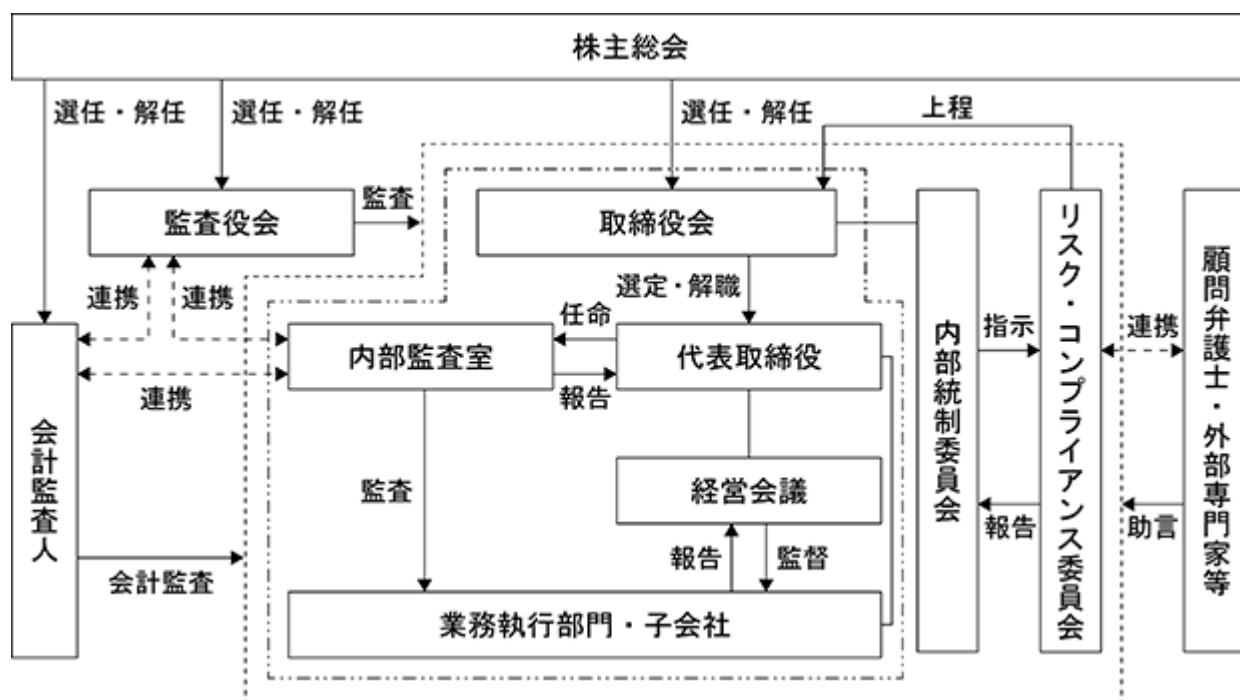 株主総会
選任・解任
選任・解任
選任・解任
上程
監査役会
監査
取締役会
連携
連携
選定・解職
任命
内部監査室
代表取締役
報告
連携
会計監査人
監査
経営会議
報告
監督
会計監査
業務執行部門・子会社
内部統制委員会
指示
報告
リスク・コンプライアンス委員会
連携
助言
顧問弁護士・外部専門家等